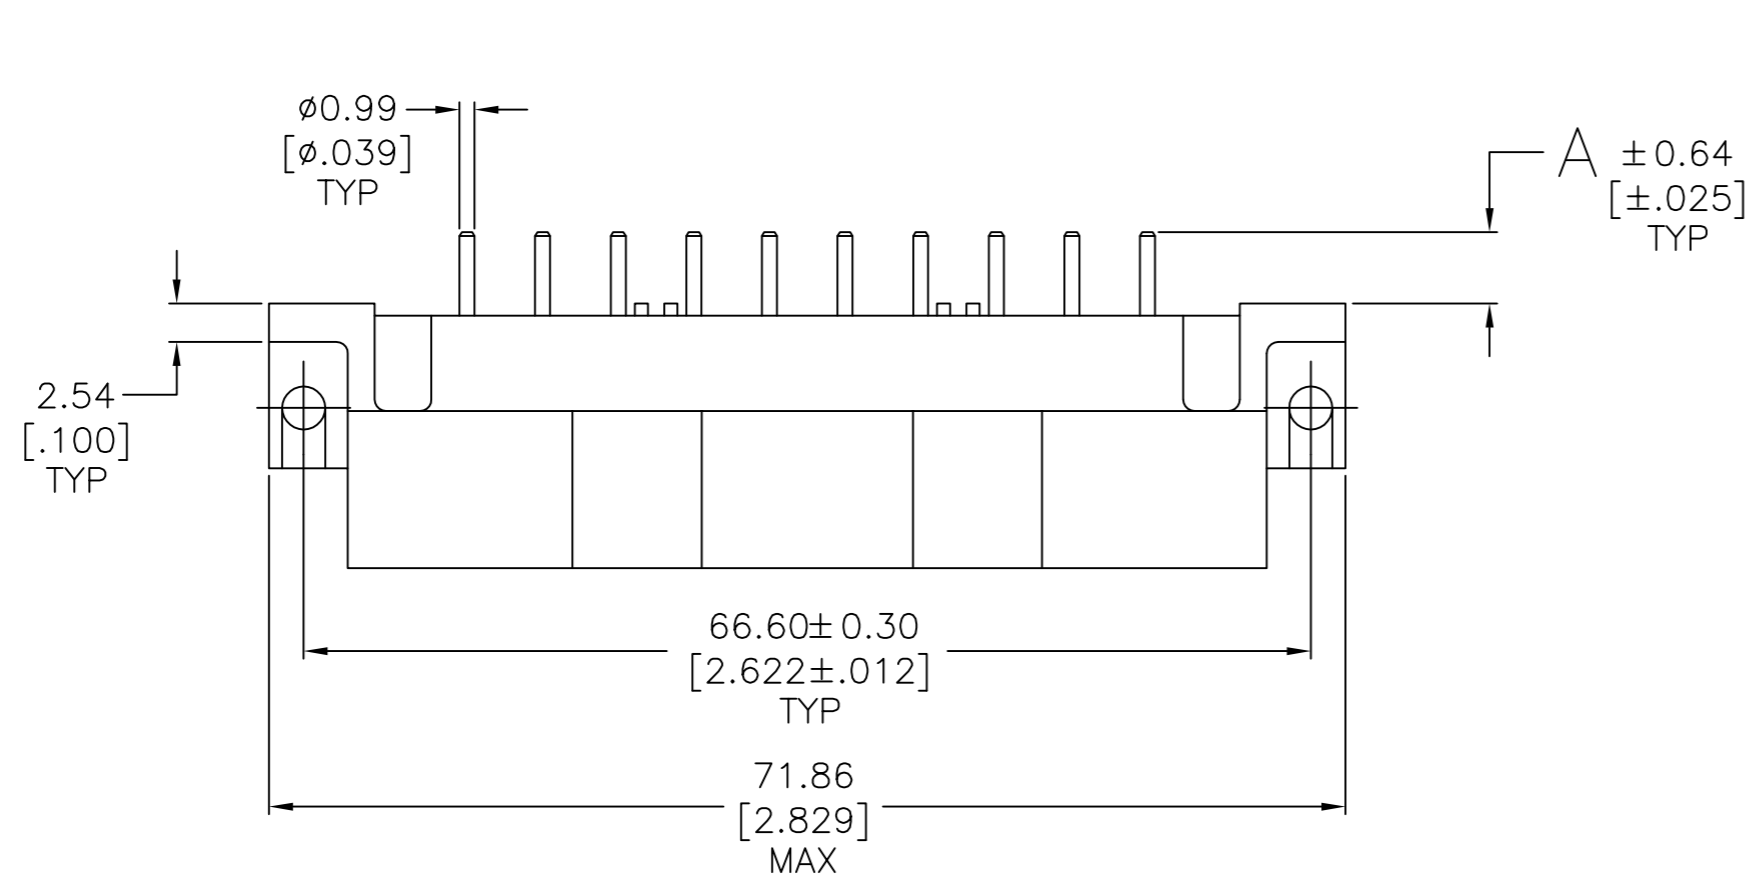 ⌀0.99
[⌀.039]
TYP
A ±0.64
[±.025]
TYP
2.54
[.100]
TYP
66.60±0.30
[2.622±.012]
TYP
71.86
[2.829]
MAX